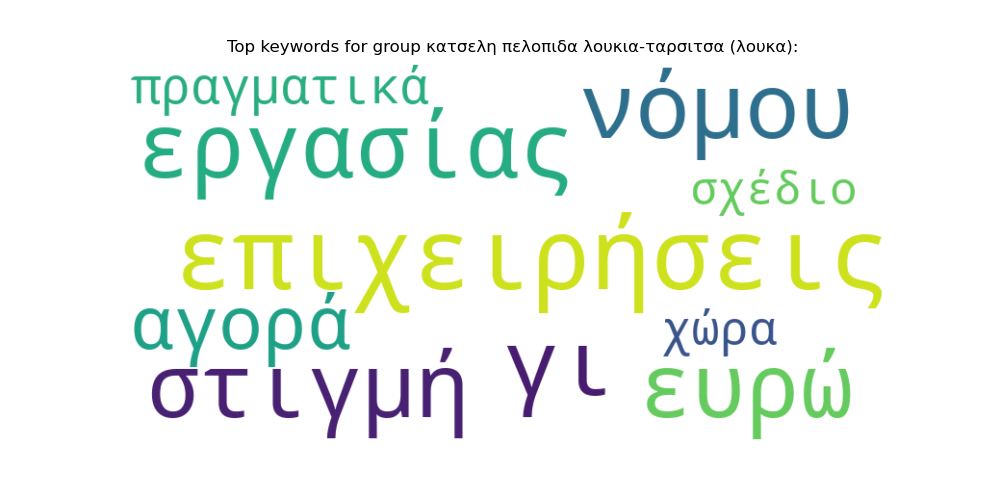 Top keywords for group κατσελη πελοπιδα λουκια-ταρσιτσα (λουκα):
πραγματικά
νόμου
εργασίας
σχέδιο
επιχειρήσεις
αγορά
χώρα
στιγμή
γι
ευρώ